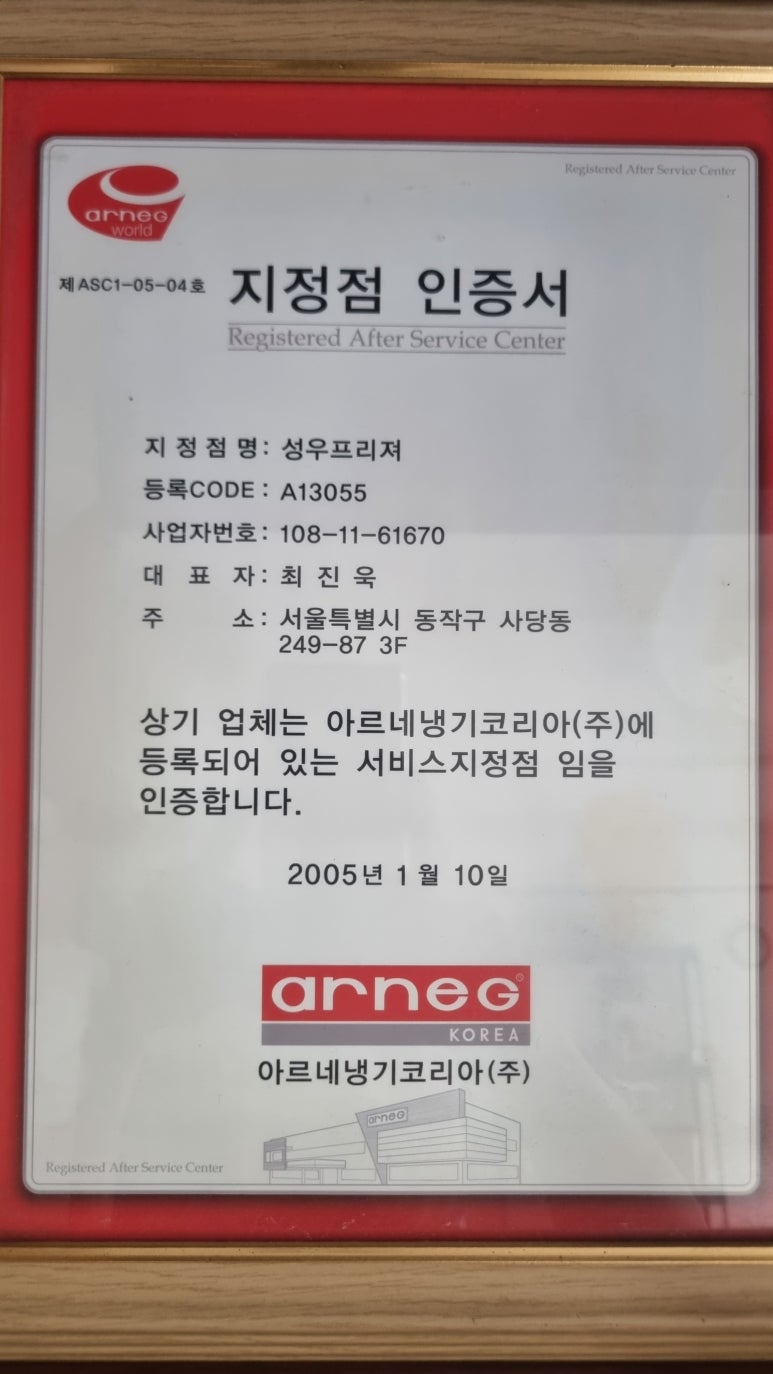 Registered After Service Center
arneg
world
제ASC1-05-04호
지정점 인증서
Registered After Service Center
지정점명: 성우프리져
등록CODE: A13055
사업자번호: 108-11-61670
대 표 자: 최 진 욱
주 소: 서울특별시 동작구 사당동
249-87 3F
상기 업체는 아르네냉기코리아(주)에
등록되어 있는 서비스지정점 임을
인증합니다.
2005년 1월 10일
arneg®
KOREA
아르네냉기코리아(주)
arneg
Registered After Service Center